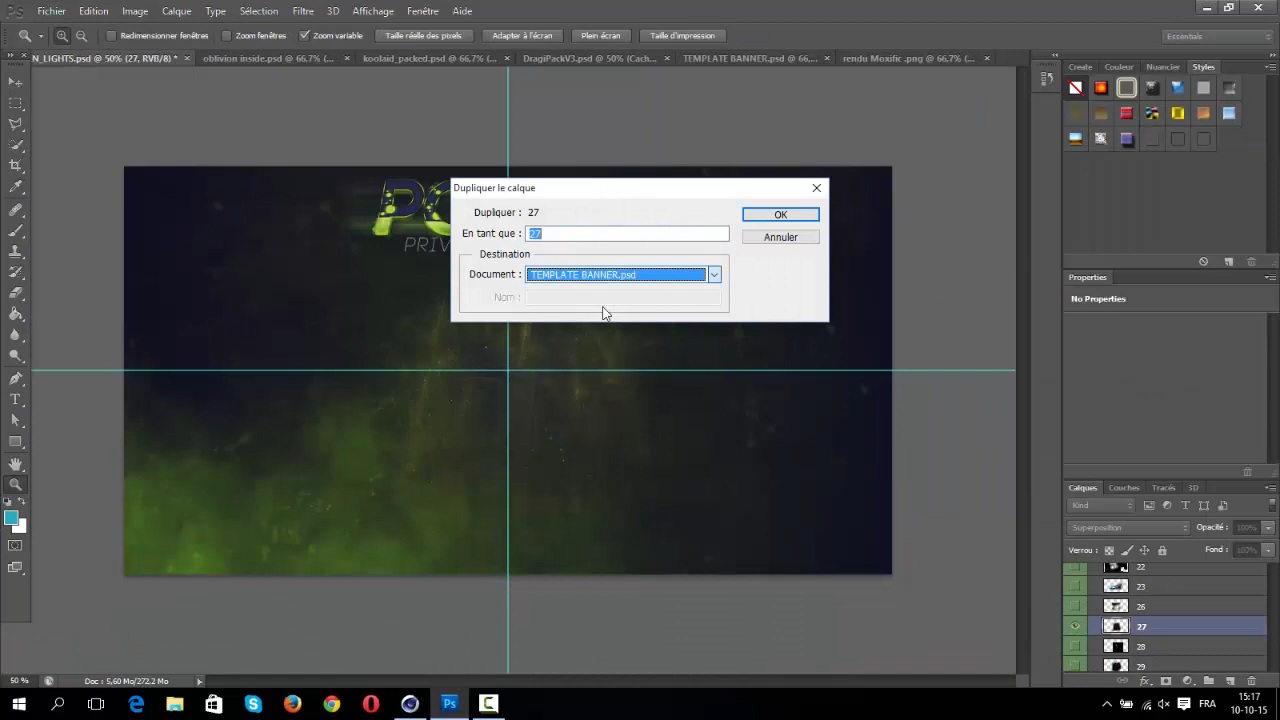 Ps Fichier Edition Image Calque Type Sélection Filtre 3D Affichage Fenêtre Aide
Redimensionner fenêtres Zoom fenêtres Zoom variable Taille réelle des pixels Adapter à l'écran Plein écran Taille d'impression Essentials
N_LIGHTS.psd @ 50% (27, RVB/8) * × oblivion inside.psd @ 66,7% (... × koolaid_packed.psd @ 66,7% (... × DragiPackV3.psd @ 50% (Cach... × TEMPLATE BANNER.psd @ 66,... × rendu Moxific .png @ 66,7% (... ×
Create Couleur Nuancier Styles
Dupliquer le calque
Dupliquer : 27
OK
En tant que : 27
Annuler
Destination
Document : TEMPLATE BANNER.psd
Nom :
PRIV
Properties
No Properties
Calques Couches Tracés 3D
Kind
Superposition Opacité : 100%
Verrou : Fond : 100%
22
23
26
27
28
29
50 % Doc : 5,60 Mo/272,2 Mo
FRA
15:17
10-10-15